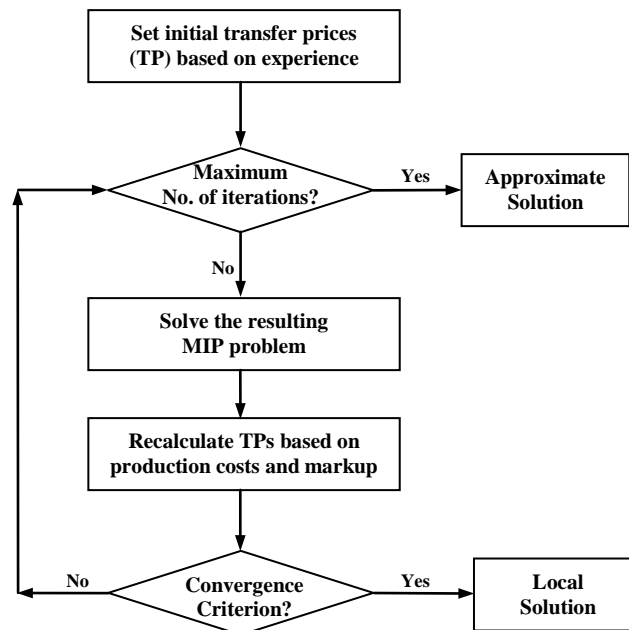 Set initial transfer prices
(TP) based on experience
Maximum
No. of iterations?
Yes
Approximate
Solution
No
Solve the resulting
MIP problem
Recalculate TPs based on
production costs and markup
No
Convergence
Criterion?
Yes
Local
Solution